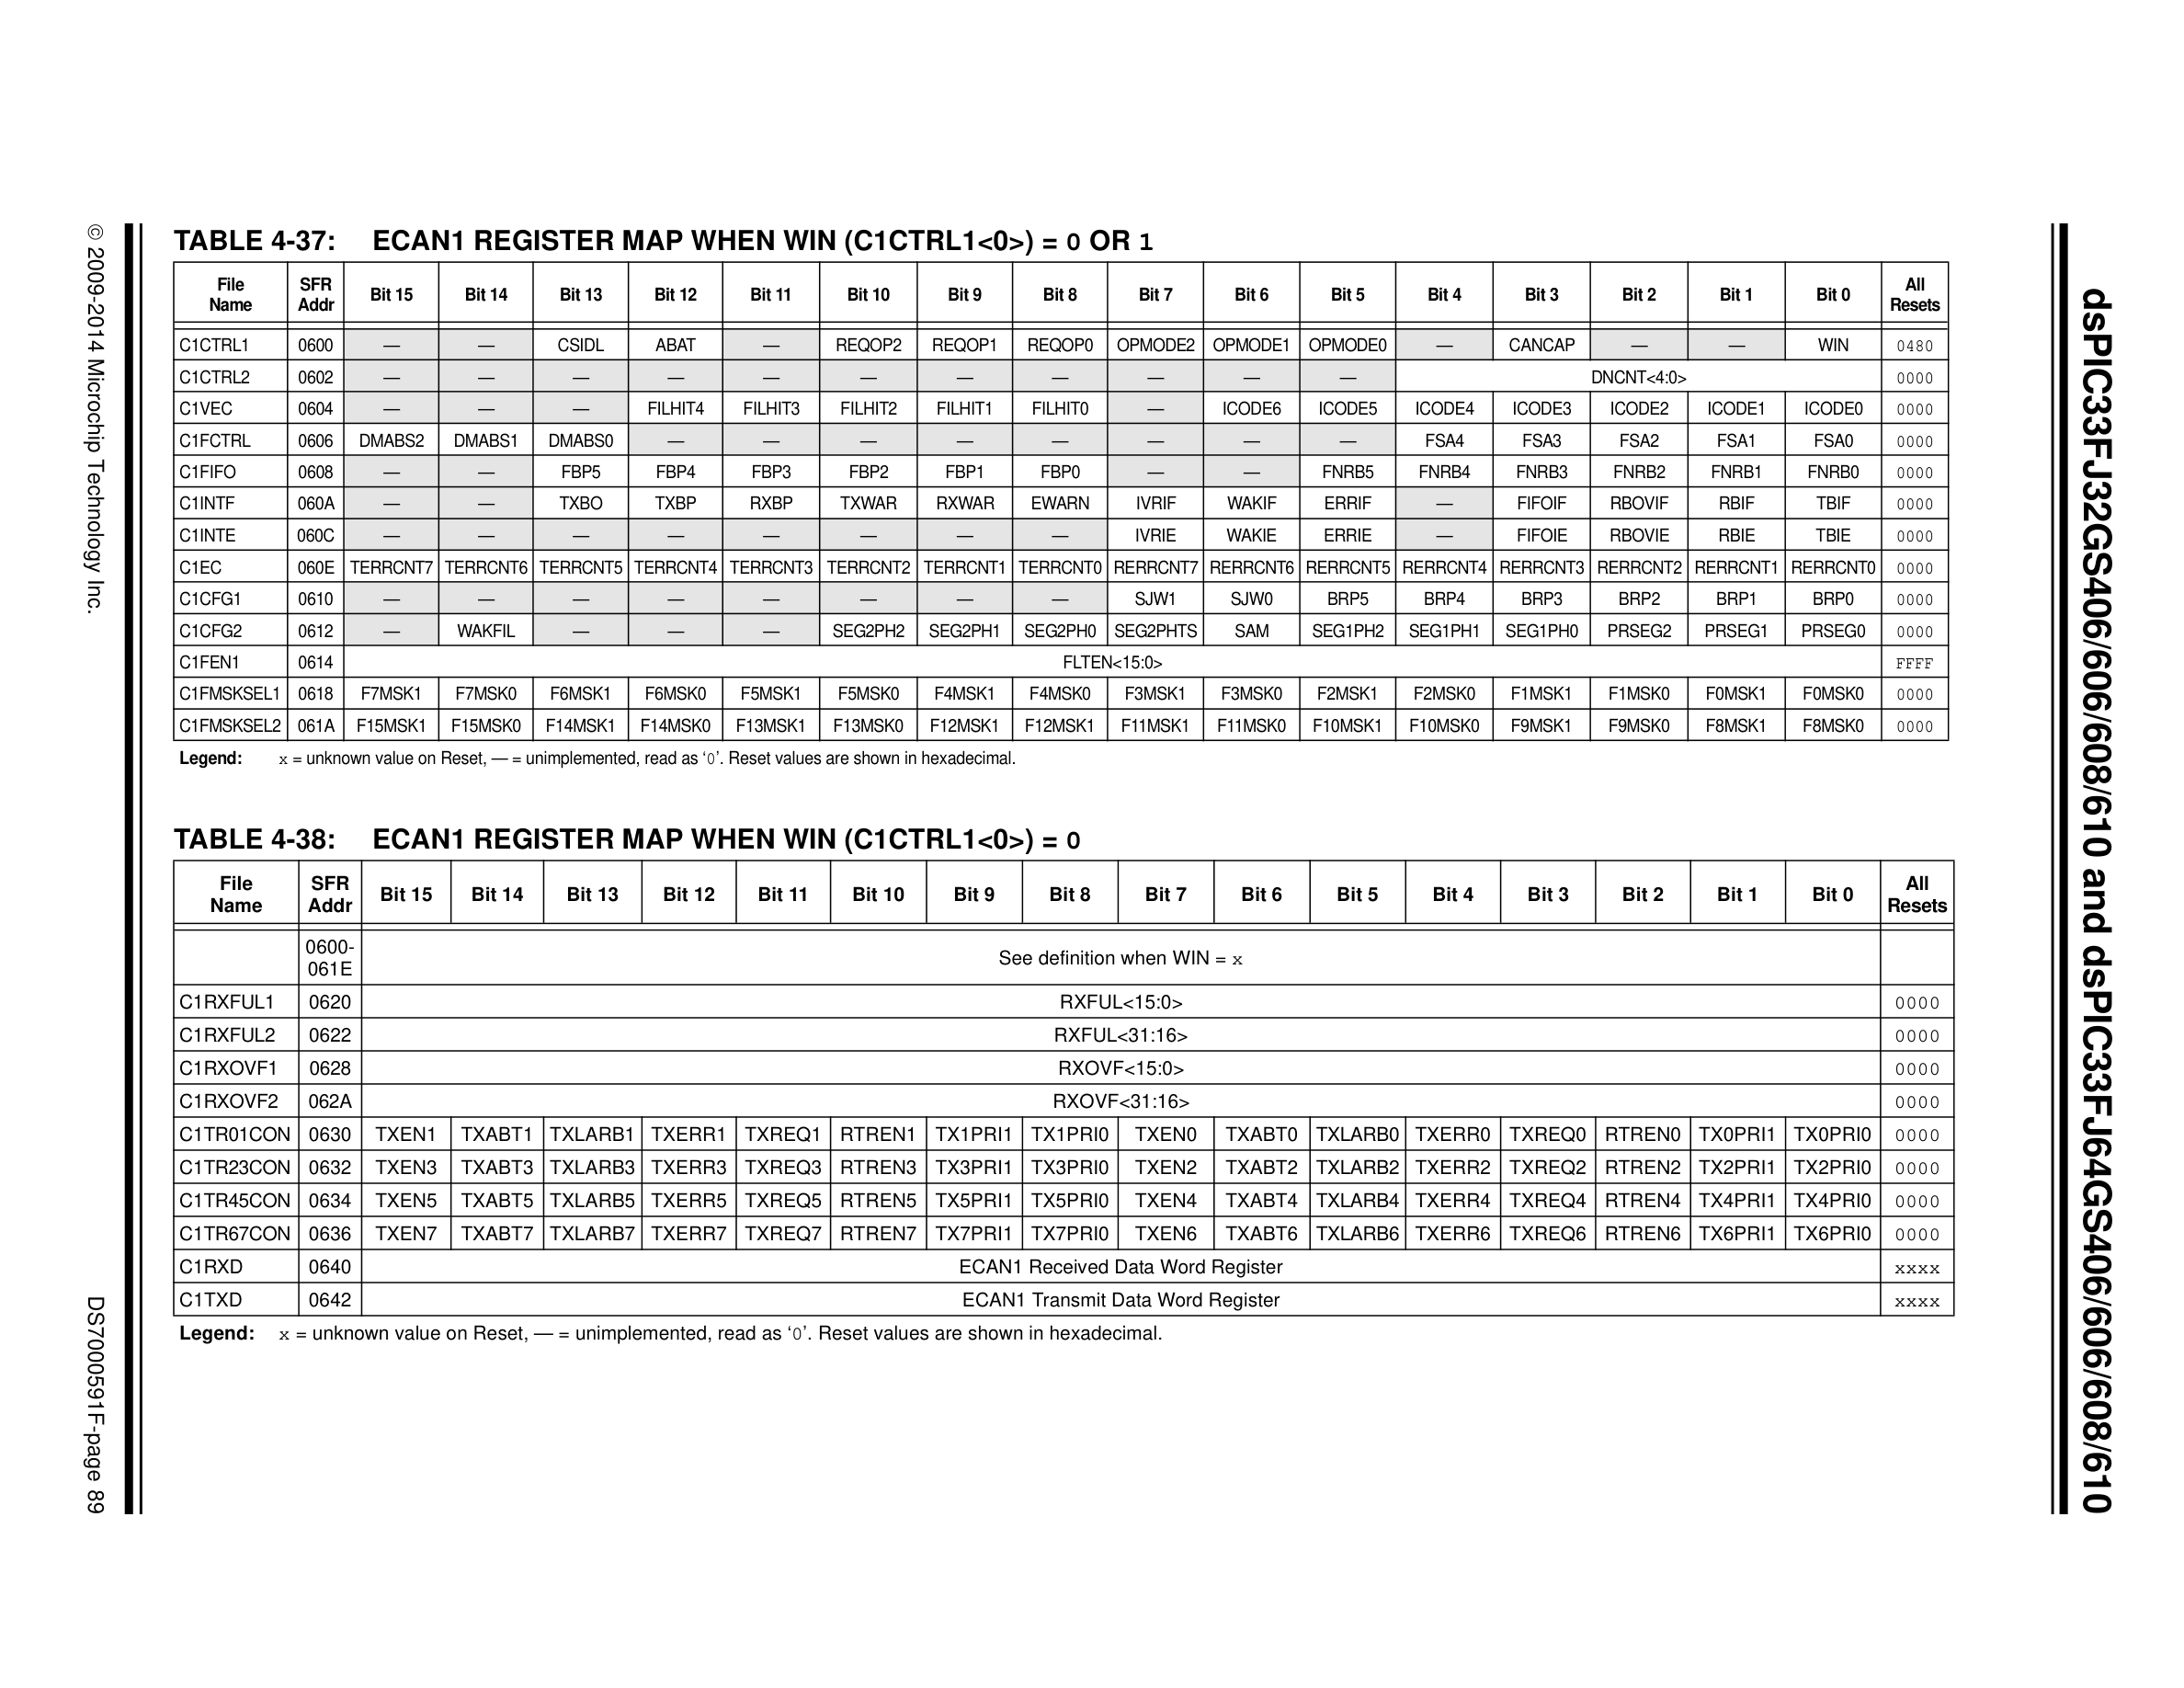 TABLE 4-37: ECAN1 REGISTER MAP WHEN WIN (C1CTRL1<0>) = 0 OR 1
File Name SFR Addr Bit 15 Bit 14 Bit 13 Bit 12 Bit 11 Bit 10 Bit 9 Bit 8 Bit 7 Bit 6 Bit 5 Bit 4 Bit 3 Bit 2 Bit 1 Bit 0 All Resets
C1CTRL1 0600 — — CSIDL ABAT — REQOP2 REQOP1 REQOP0 OPMODE2 OPMODE1 OPMODE0 — CANCAP — — WIN 0480
C1CTRL2 0602 — — — — — — — — — — — DNCNT<4:0> 0000
C1VEC 0604 — — — FILHIT4 FILHIT3 FILHIT2 FILHIT1 FILHIT0 — ICODE6 ICODE5 ICODE4 ICODE3 ICODE2 ICODE1 ICODE0 0000
C1FCTRL 0606 DMABS2 DMABS1 DMABS0 — — — — — — — — FSA4 FSA3 FSA2 FSA1 FSA0 0000
C1FIFO 0608 — — FBP5 FBP4 FBP3 FBP2 FBP1 FBP0 — — FNRB5 FNRB4 FNRB3 FNRB2 FNRB1 FNRB0 0000
C1INTF 060A — — TXBO TXBP RXBP TXWAR RXWAR EWARN IVRIF WAKIF ERRIF — FIFOIF RBOVIF RBIF TBIF 0000
C1INTE 060C — — — — — — — — IVRIE WAKIE ERRIE — FIFOIE RBOVIE RBIE TBIE 0000
C1EC 060E TERRCNT7 TERRCNT6 TERRCNT5 TERRCNT4 TERRCNT3 TERRCNT2 TERRCNT1 TERRCNT0 RERRCNT7 RERRCNT6 RERRCNT5 RERRCNT4 RERRCNT3 RERRCNT2 RERRCNT1 RERRCNT0 0000
C1CFG1 0610 — — — — — — — — SJW1 SJW0 BRP5 BRP4 BRP3 BRP2 BRP1 BRP0 0000
C1CFG2 0612 — WAKFIL — — — SEG2PH2 SEG2PH1 SEG2PH0 SEG2PHTS SAM SEG1PH2 SEG1PH1 SEG1PH0 PRSEG2 PRSEG1 PRSEG0 0000
C1FEN1 0614 FLTEN<15:0> FFFF
C1FMSKSEL1 0618 F7MSK1 F7MSK0 F6MSK1 F6MSK0 F5MSK1 F5MSK0 F4MSK1 F4MSK0 F3MSK1 F3MSK0 F2MSK1 F2MSK0 F1MSK1 F1MSK0 F0MSK1 F0MSK0 0000
C1FMSKSEL2 061A F15MSK1 F15MSK0 F14MSK1 F14MSK0 F13MSK1 F13MSK0 F12MSK1 F12MSK1 F11MSK1 F11MSK0 F10MSK1 F10MSK0 F9MSK1 F9MSK0 F8MSK1 F8MSK0 0000
Legend: x = unknown value on Reset, — = unimplemented, read as ‘0’. Reset values are shown in hexadecimal.
TABLE 4-38: ECAN1 REGISTER MAP WHEN WIN (C1CTRL1<0>) = 0
File Name SFR Addr Bit 15 Bit 14 Bit 13 Bit 12 Bit 11 Bit 10 Bit 9 Bit 8 Bit 7 Bit 6 Bit 5 Bit 4 Bit 3 Bit 2 Bit 1 Bit 0 All Resets
0600-061E See definition when WIN = x
C1RXFUL1 0620 RXFUL<15:0> 0000
C1RXFUL2 0622 RXFUL<31:16> 0000
C1RXOVF1 0628 RXOVF<15:0> 0000
C1RXOVF2 062A RXOVF<31:16> 0000
C1TR01CON 0630 TXEN1 TXABT1 TXLARB1 TXERR1 TXREQ1 RTREN1 TX1PRI1 TX1PRI0 TXEN0 TXABT0 TXLARB0 TXERR0 TXREQ0 RTREN0 TX0PRI1 TX0PRI0 0000
C1TR23CON 0632 TXEN3 TXABT3 TXLARB3 TXERR3 TXREQ3 RTREN3 TX3PRI1 TX3PRI0 TXEN2 TXABT2 TXLARB2 TXERR2 TXREQ2 RTREN2 TX2PRI1 TX2PRI0 0000
C1TR45CON 0634 TXEN5 TXABT5 TXLARB5 TXERR5 TXREQ5 RTREN5 TX5PRI1 TX5PRI0 TXEN4 TXABT4 TXLARB4 TXERR4 TXREQ4 RTREN4 TX4PRI1 TX4PRI0 0000
C1TR67CON 0636 TXEN7 TXABT7 TXLARB7 TXERR7 TXREQ7 RTREN7 TX7PRI1 TX7PRI0 TXEN6 TXABT6 TXLARB6 TXERR6 TXREQ6 RTREN6 TX6PRI1 TX6PRI0 0000
C1RXD 0640 ECAN1 Received Data Word Register xxxx
C1TXD 0642 ECAN1 Transmit Data Word Register xxxx
Legend: x = unknown value on Reset, — = unimplemented, read as ‘0’. Reset values are shown in hexadecimal.
© 2009-2014 Microchip Technology Inc.
DS7000591F-page 89
dsPIC33FJ32GS406/606/608/610 and dsPIC33FJ64GS406/606/608/610